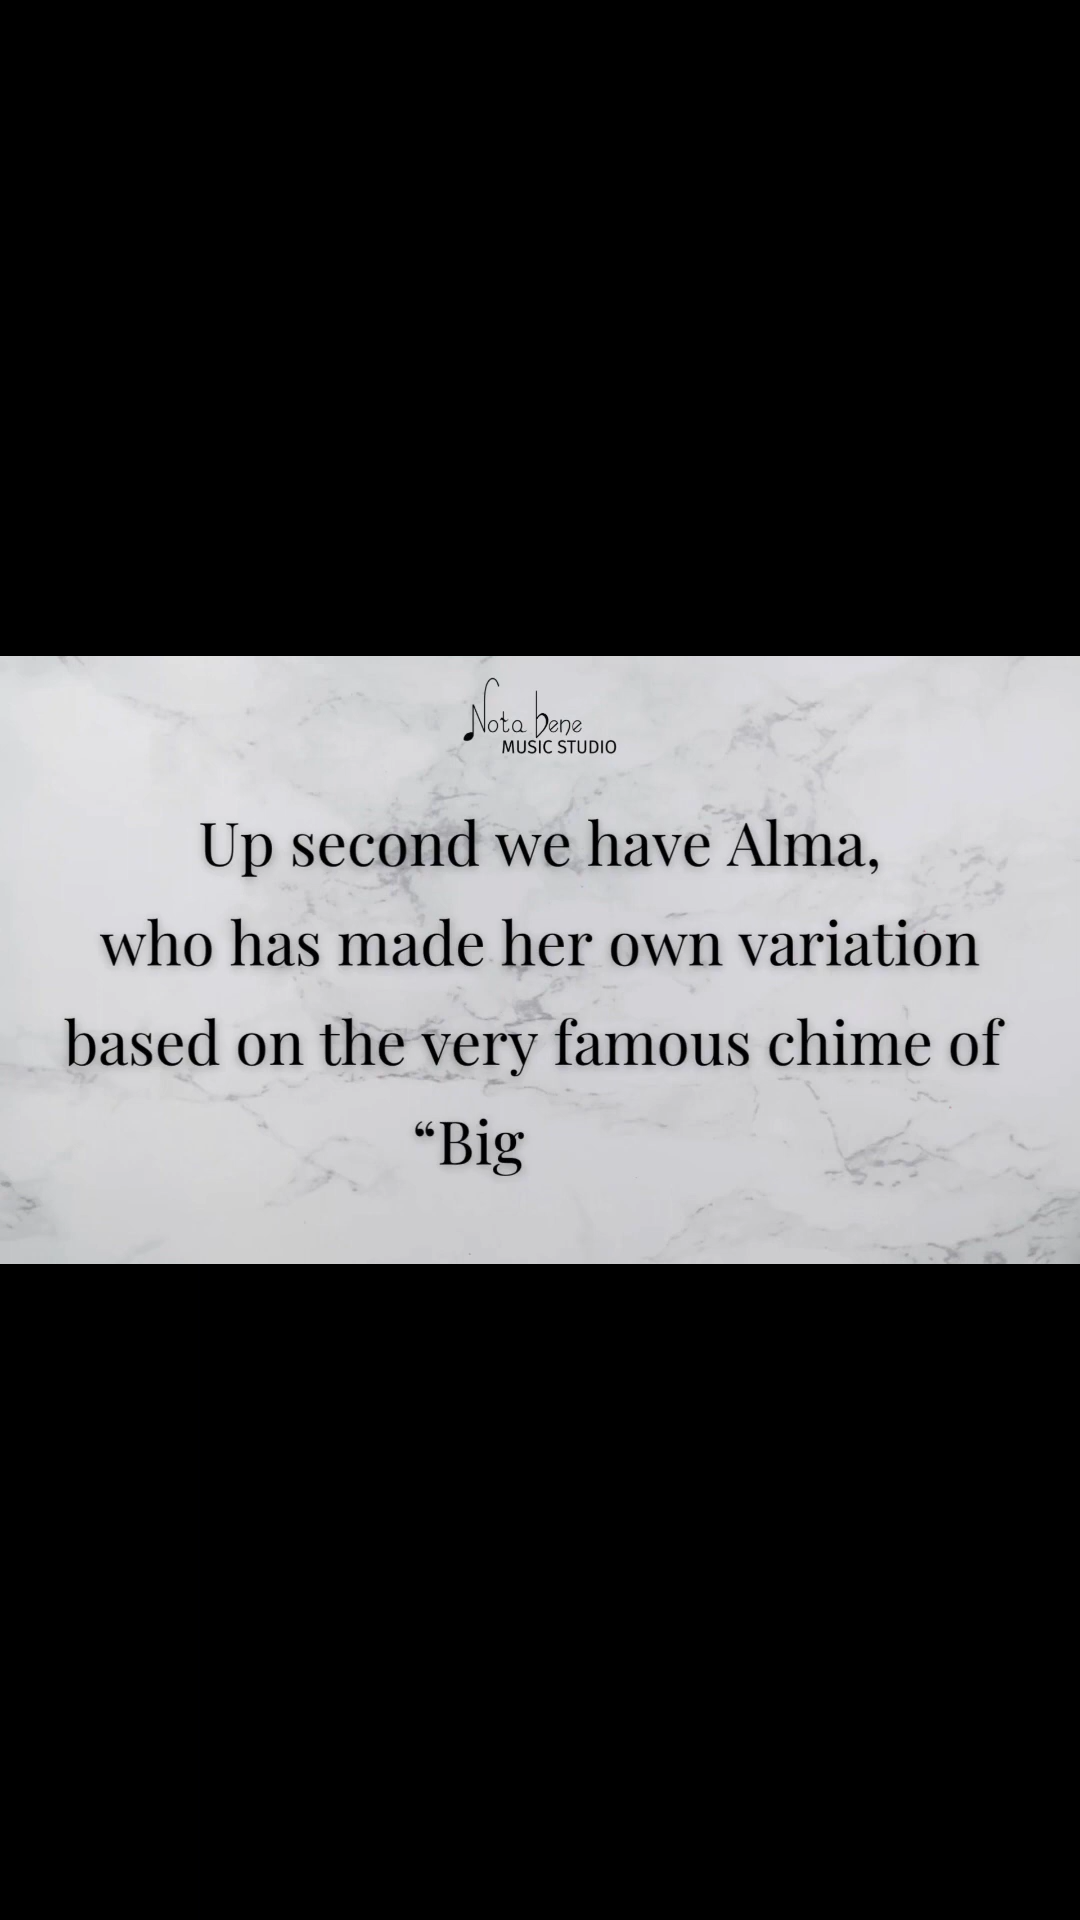 Nota bene
MUSIC STUDIO
Up second we have Alma,
who has made her own variation
based on the very famous chime of
“Big